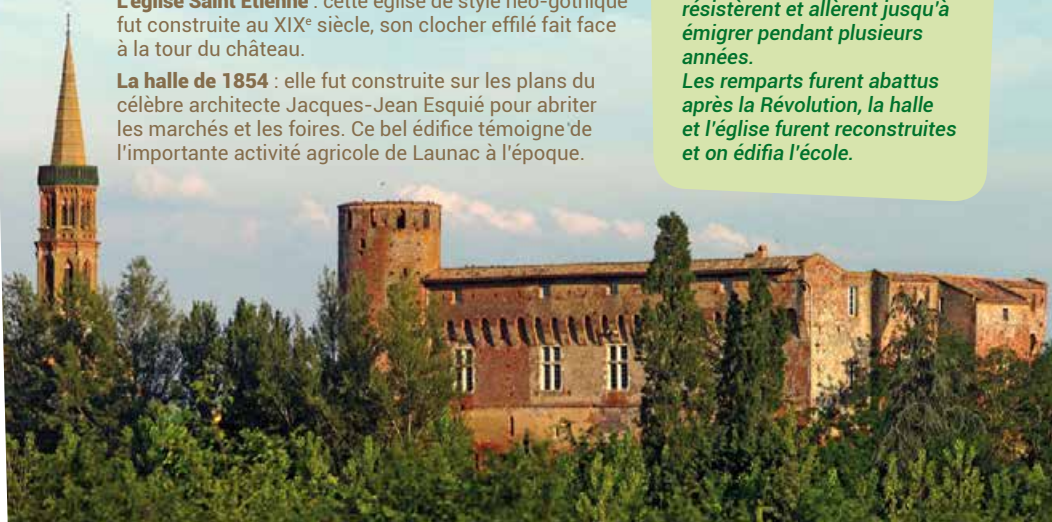 L'église Saint Etienne : cette église de style néo-gothique
fut construite au XIXe siècle, son clocher effilé fait face
à la tour du château.
La halle de 1854 : elle fut construite sur les plans du
célèbre architecte Jacques-Jean Esquié pour abriter
les marchés et les foires. Ce bel édifice témoigne de
l'importante activité agricole de Launac à l'époque.
résistèrent et allèrent jusqu'à
émigrer pendant plusieurs
années.
Les remparts furent abattus
après la Révolution, la halle
et l'église furent reconstruites
et on édifia l'école.